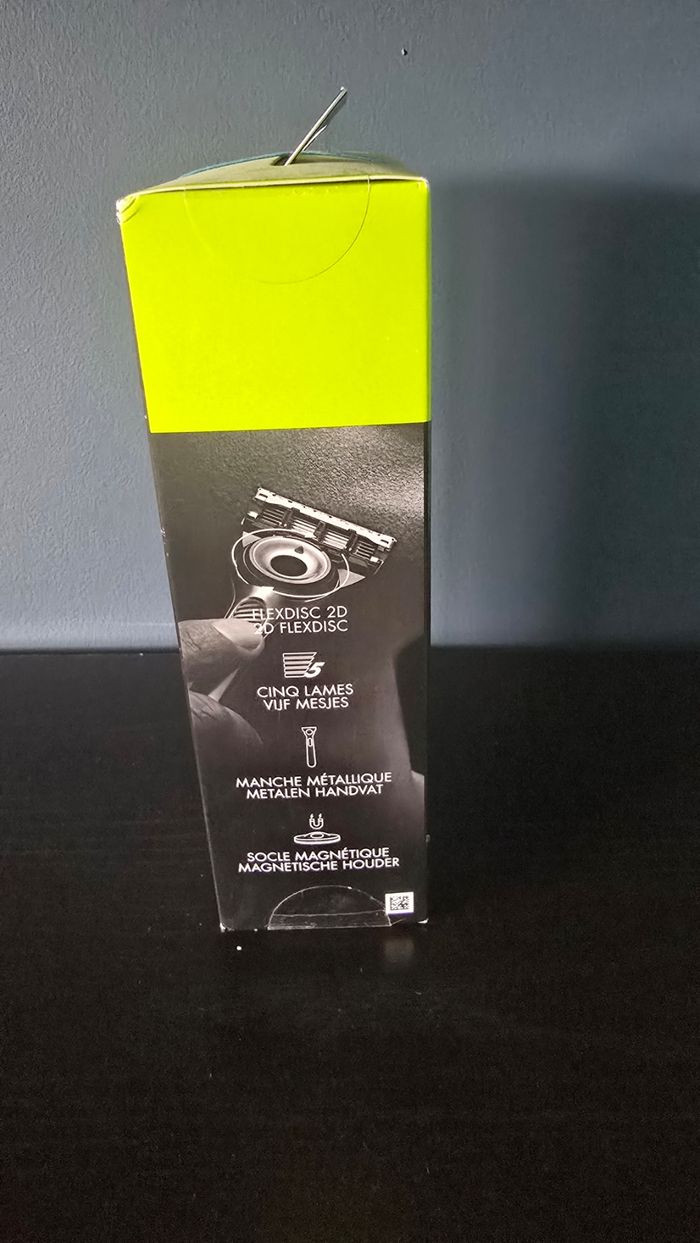 FLEXDISC 2D
2D FLEXDISC
5
CINQ LAMES
VIJF MESJES
MANCHE MÉTALLIQUE
METALEN HANDVAT
SOCLE MAGNÉTIQUE
MAGNETISCHE HOUDER